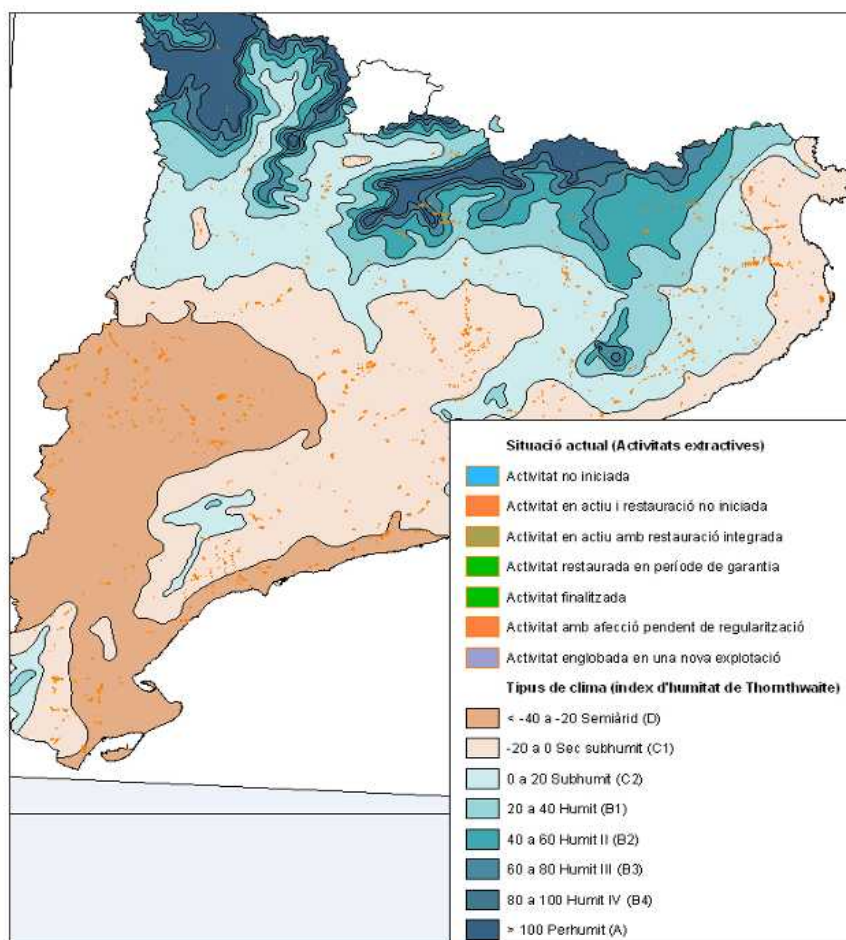 Situació actual (Activitats extractives)
Activitat no iniciada
Activitat en actiu i restauració no iniciada
Activitat en actiu amb restauració integrada
Activitat restaurada en període de garantia
Activitat finalitzada
Activitat amb afecció pendent de regularització
Activitat englobada en una nova explotació
Tipus de clima (índex d'humitat de Thornthwaite)
< -40 a -20 Semiàrid (D)
-20 a 0 Sec subhumit (C1)
0 a 20 Subhumit (C2)
20 a 40 Humit (B1)
40 a 60 Humit II (B2)
60 a 80 Humit III (B3)
80 a 100 Humit IV (B4)
> 100 Perhumit (A)